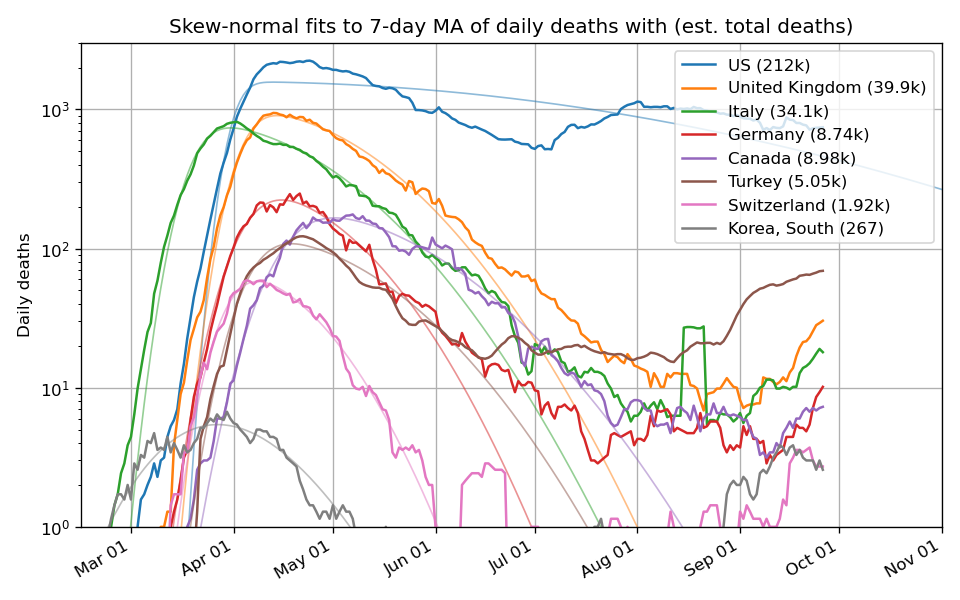 Skew-normal fits to 7-day MA of daily deaths with (est. total deaths)
Daily deaths
10³
10²
10¹
10⁰
US (212k)
United Kingdom (39.9k)
Italy (34.1k)
Germany (8.74k)
Canada (8.98k)
Turkey (5.05k)
Switzerland (1.92k)
Korea, South (267)
Mar 01
Apr 01
May 01
Jun 01
Jul 01
Aug 01
Sep 01
Oct 01
Nov 01